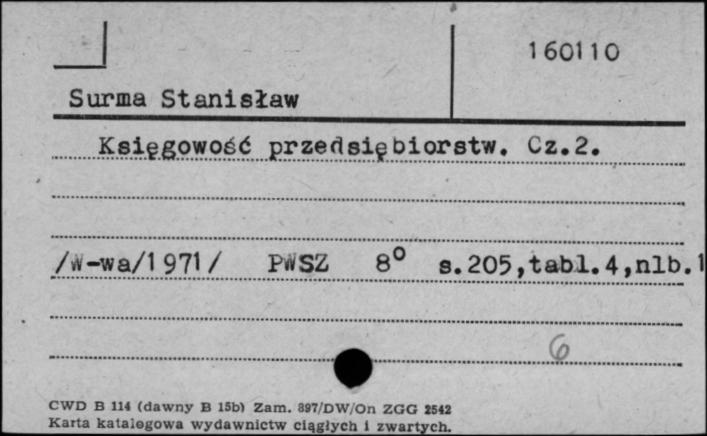 160110
Surma Stanisław
Księgowość przedsiębiorstw. Cz.2.
/W-wa/1971/ PWSZ 8° s.205,tabl.4,nlb.1
6
CWD B 114 (dawny B 15b) Zam. 897/DW/On ZGG 2542
Karta katalogowa wydawnictw ciągłych i zwartych.